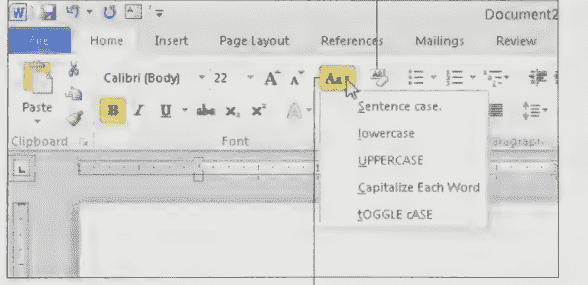 Document2
File Home Insert Page Layout References Mailings Review
Calibri (Body) 22 A A Aa
Paste B I U abc x₂ x² A
Clipboard Font Paragraph
Sentence case.
lowercase
UPPERCASE
Capitalize Each Word
tOGGLE cASE